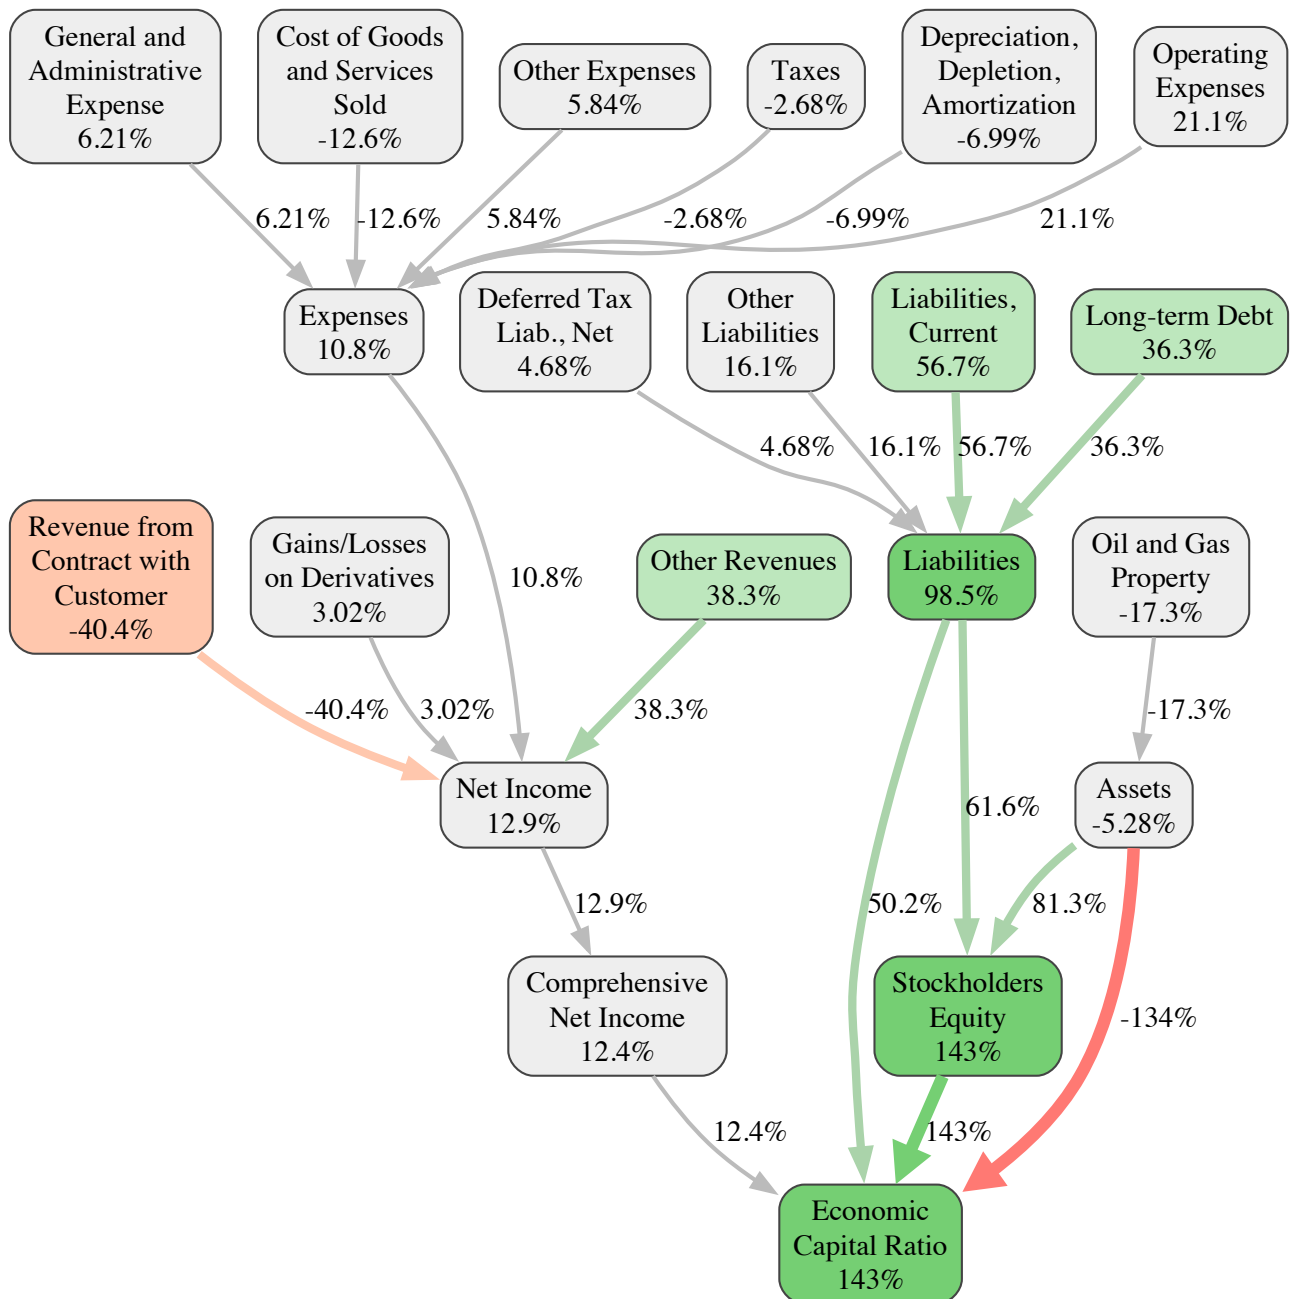 General and
Administrative
Expense
6.21%
Cost of Goods
and Services
Sold
-12.6%
Other Expenses
5.84%
Taxes
-2.68%
Depreciation,
Depletion,
Amortization
-6.99%
Operating
Expenses
21.1%
6.21%
-12.6%
5.84%
-2.68%
-6.99%
21.1%
Expenses
10.8%
Deferred Tax
Liab., Net
4.68%
Other
Liabilities
16.1%
Liabilities,
Current
56.7%
Long-term Debt
36.3%
4.68%
16.1%
56.7%
36.3%
Revenue from
Contract with
Customer
-40.4%
Gains/Losses
on Derivatives
3.02%
10.8%
Other Revenues
38.3%
Liabilities
98.5%
Oil and Gas
Property
-17.3%
-40.4%
3.02%
38.3%
-17.3%
Net Income
12.9%
61.6%
Assets
-5.28%
12.9%
50.2%
81.3%
Comprehensive
Net Income
12.4%
Stockholders
Equity
143%
-134%
12.4%
143%
Economic
Capital Ratio
143%